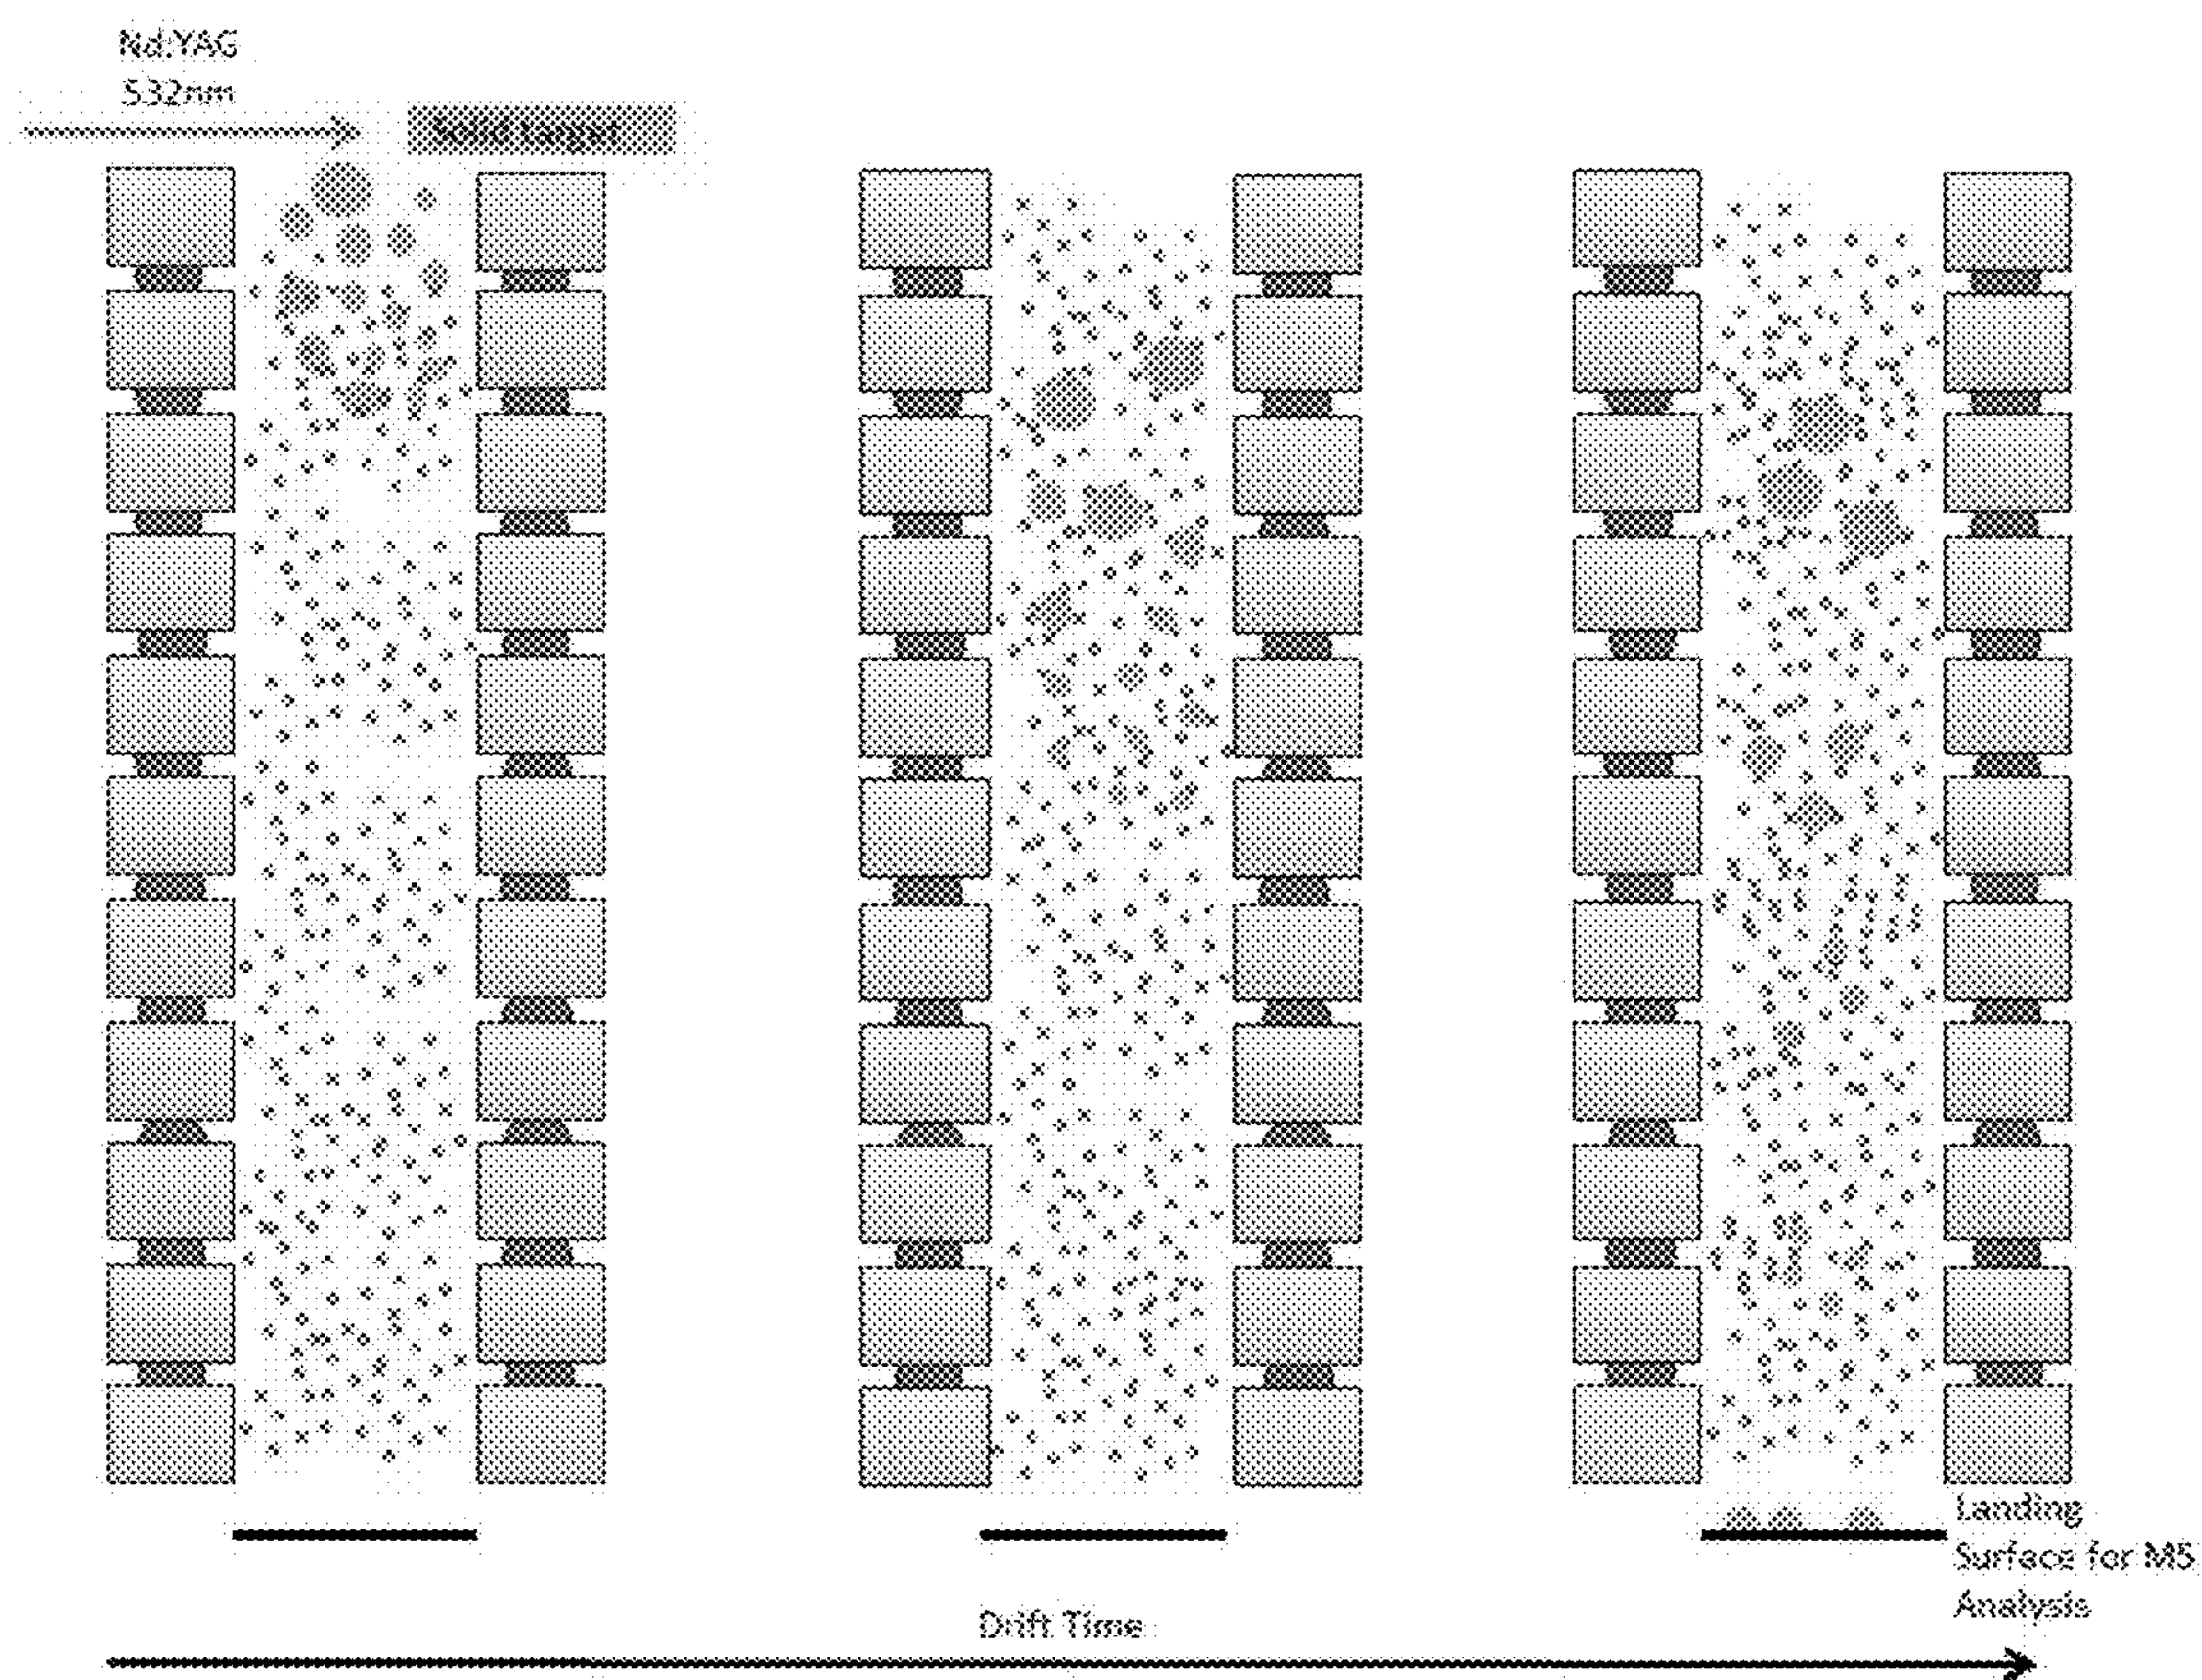 Nd:YAG
532nm
Solid Target
Landing
Surface for MS
Analysis
Drift Time